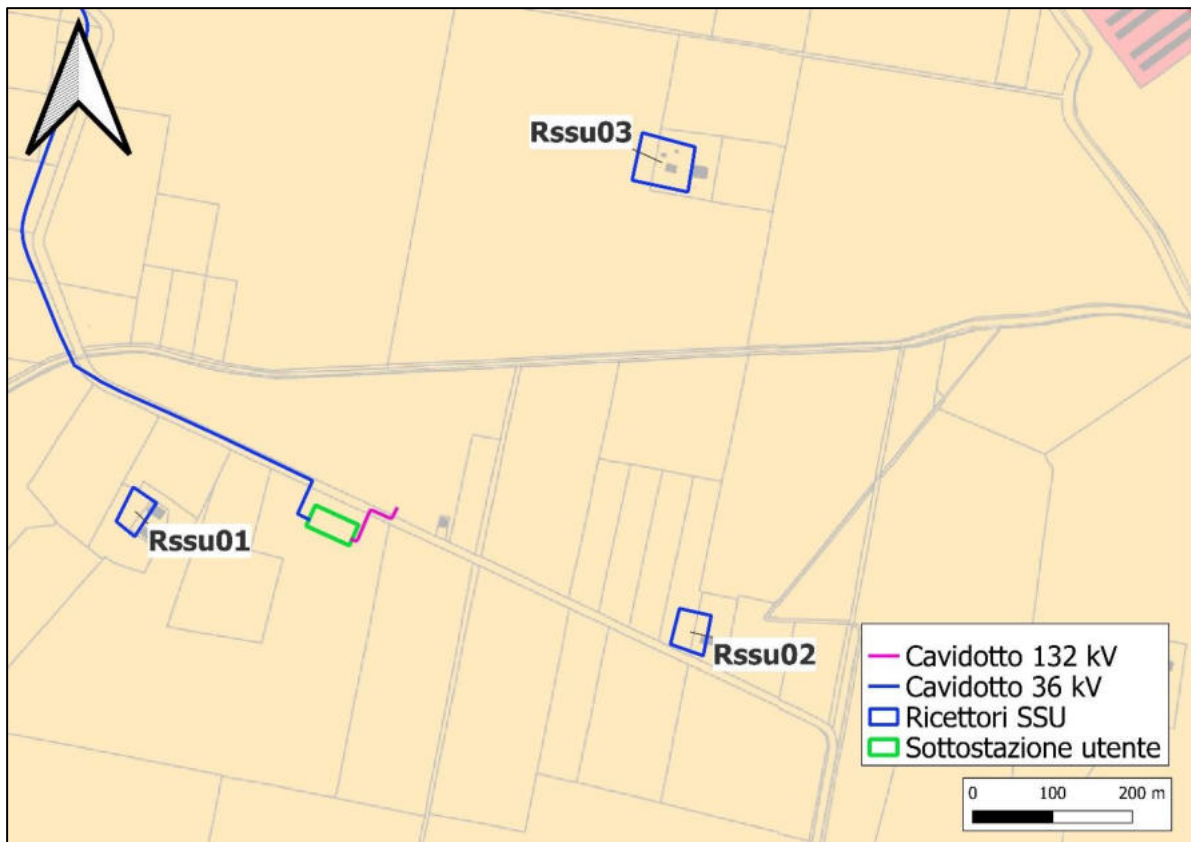 Rssu03
Rssu01
Rssu02
Cavidotto 132 kV
Cavidotto 36 kV
Ricettori SSU
Sottostazione utente
0 100 200 m